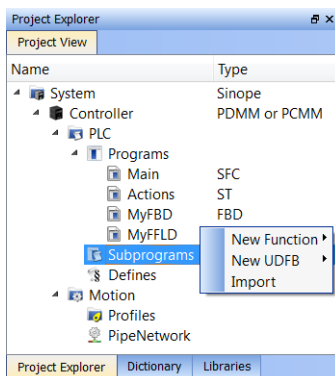 Project Explorer
Project View
Name Type
System Sinope
Controller PDMM or PCMM
PLC
Programs
Main SFC
Actions ST
MyFBD FBD
MyFFLD
Subprograms
New Function
New UDFB
Import
Defines
Motion
Profiles
PipeNetwork
Project Explorer Dictionary Libraries